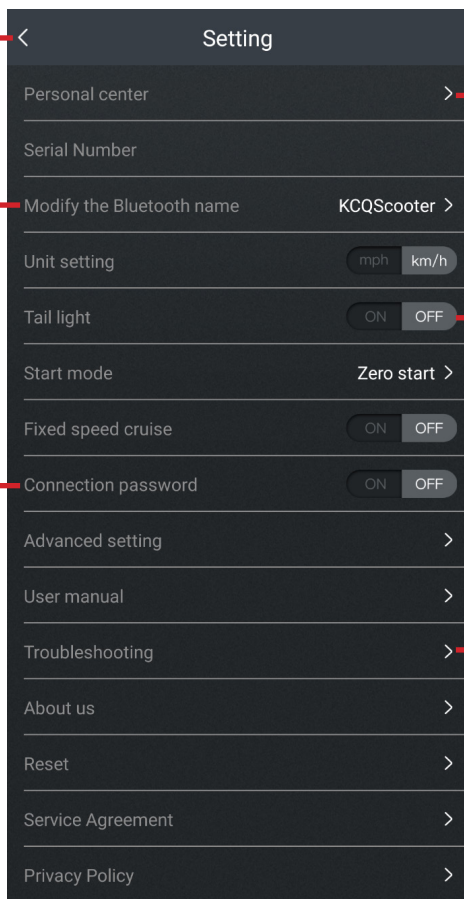 Setting
Personal center
Serial Number
Modify the Bluetooth name KCQScooter
Unit setting mph km/h
Tail light ON OFF
Start mode Zero start
Fixed speed cruise ON OFF
Connection password ON OFF
Advanced setting
User manual
Troubleshooting
About us
Reset
Service Agreement
Privacy Policy